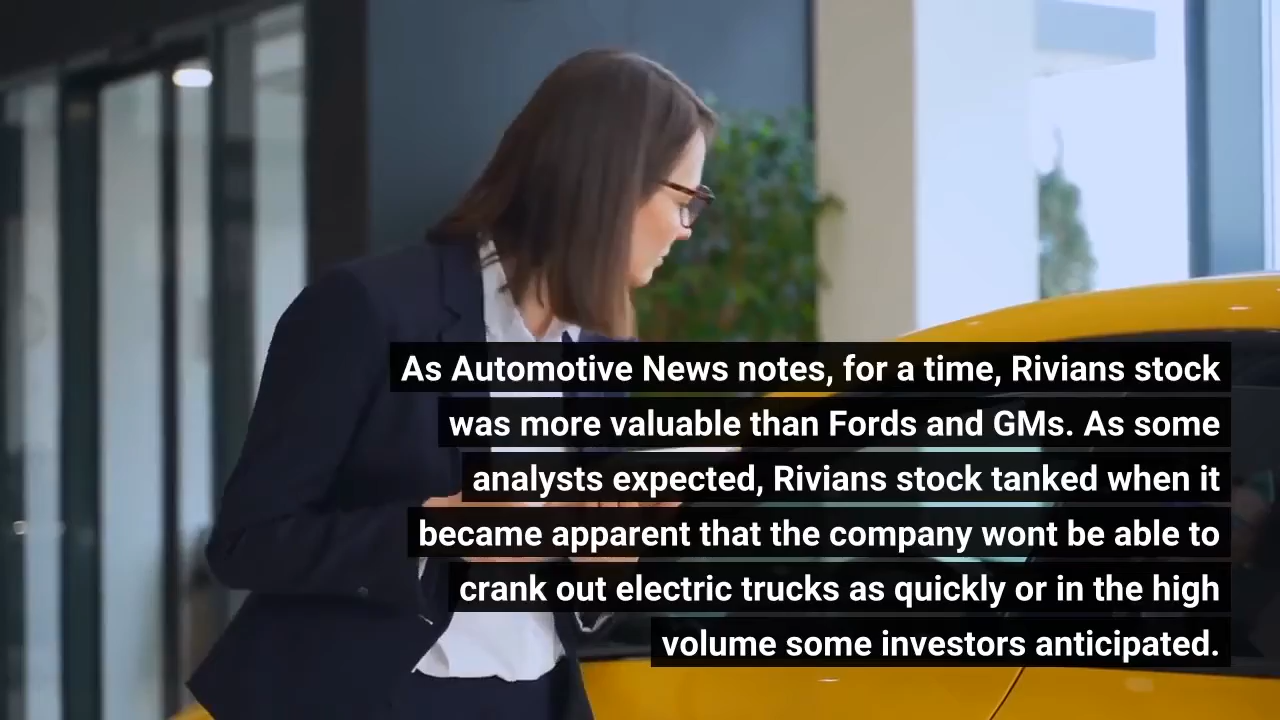 As Automotive News notes, for a time, Rivians stock
was more valuable than Fords and GMs. As some
analysts expected, Rivians stock tanked when it
became apparent that the company wont be able to
crank out electric trucks as quickly or in the high
volume some investors anticipated.